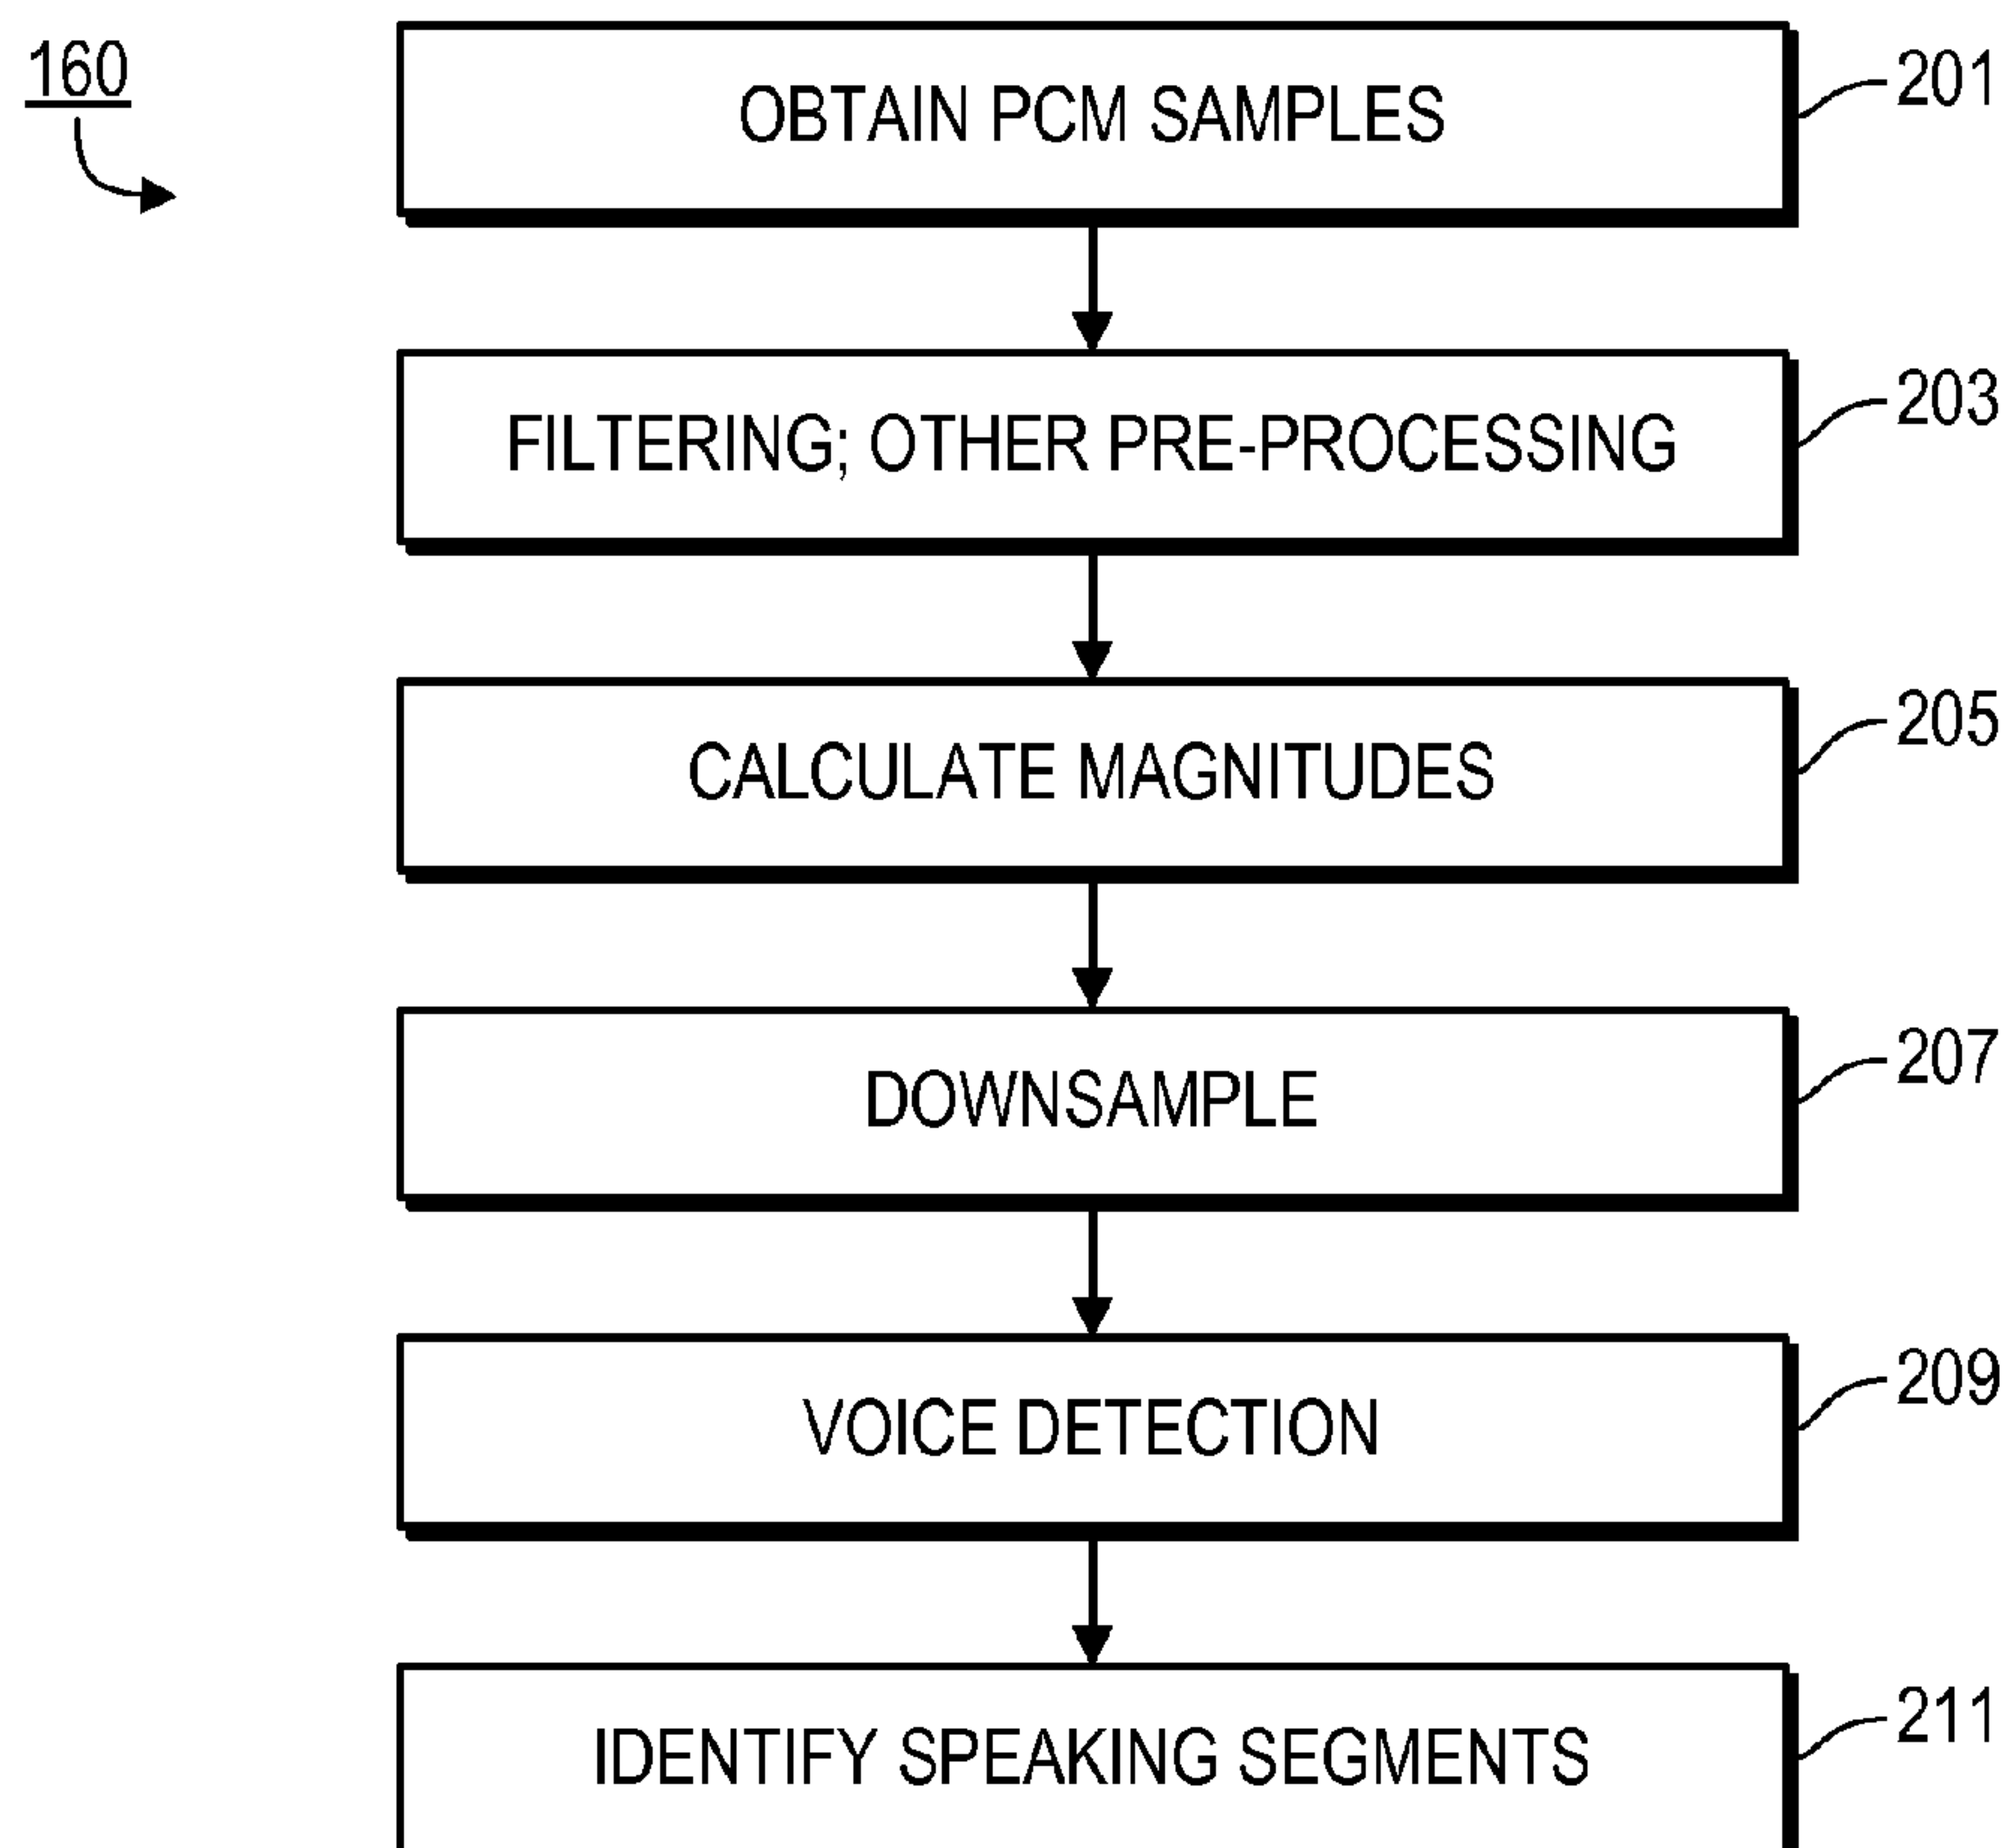 160
OBTAIN PCM SAMPLES
201
FILTERING; OTHER PRE-PROCESSING
203
CALCULATE MAGNITUDES
205
DOWNSAMPLE
207
VOICE DETECTION
209
IDENTIFY SPEAKING SEGMENTS
211